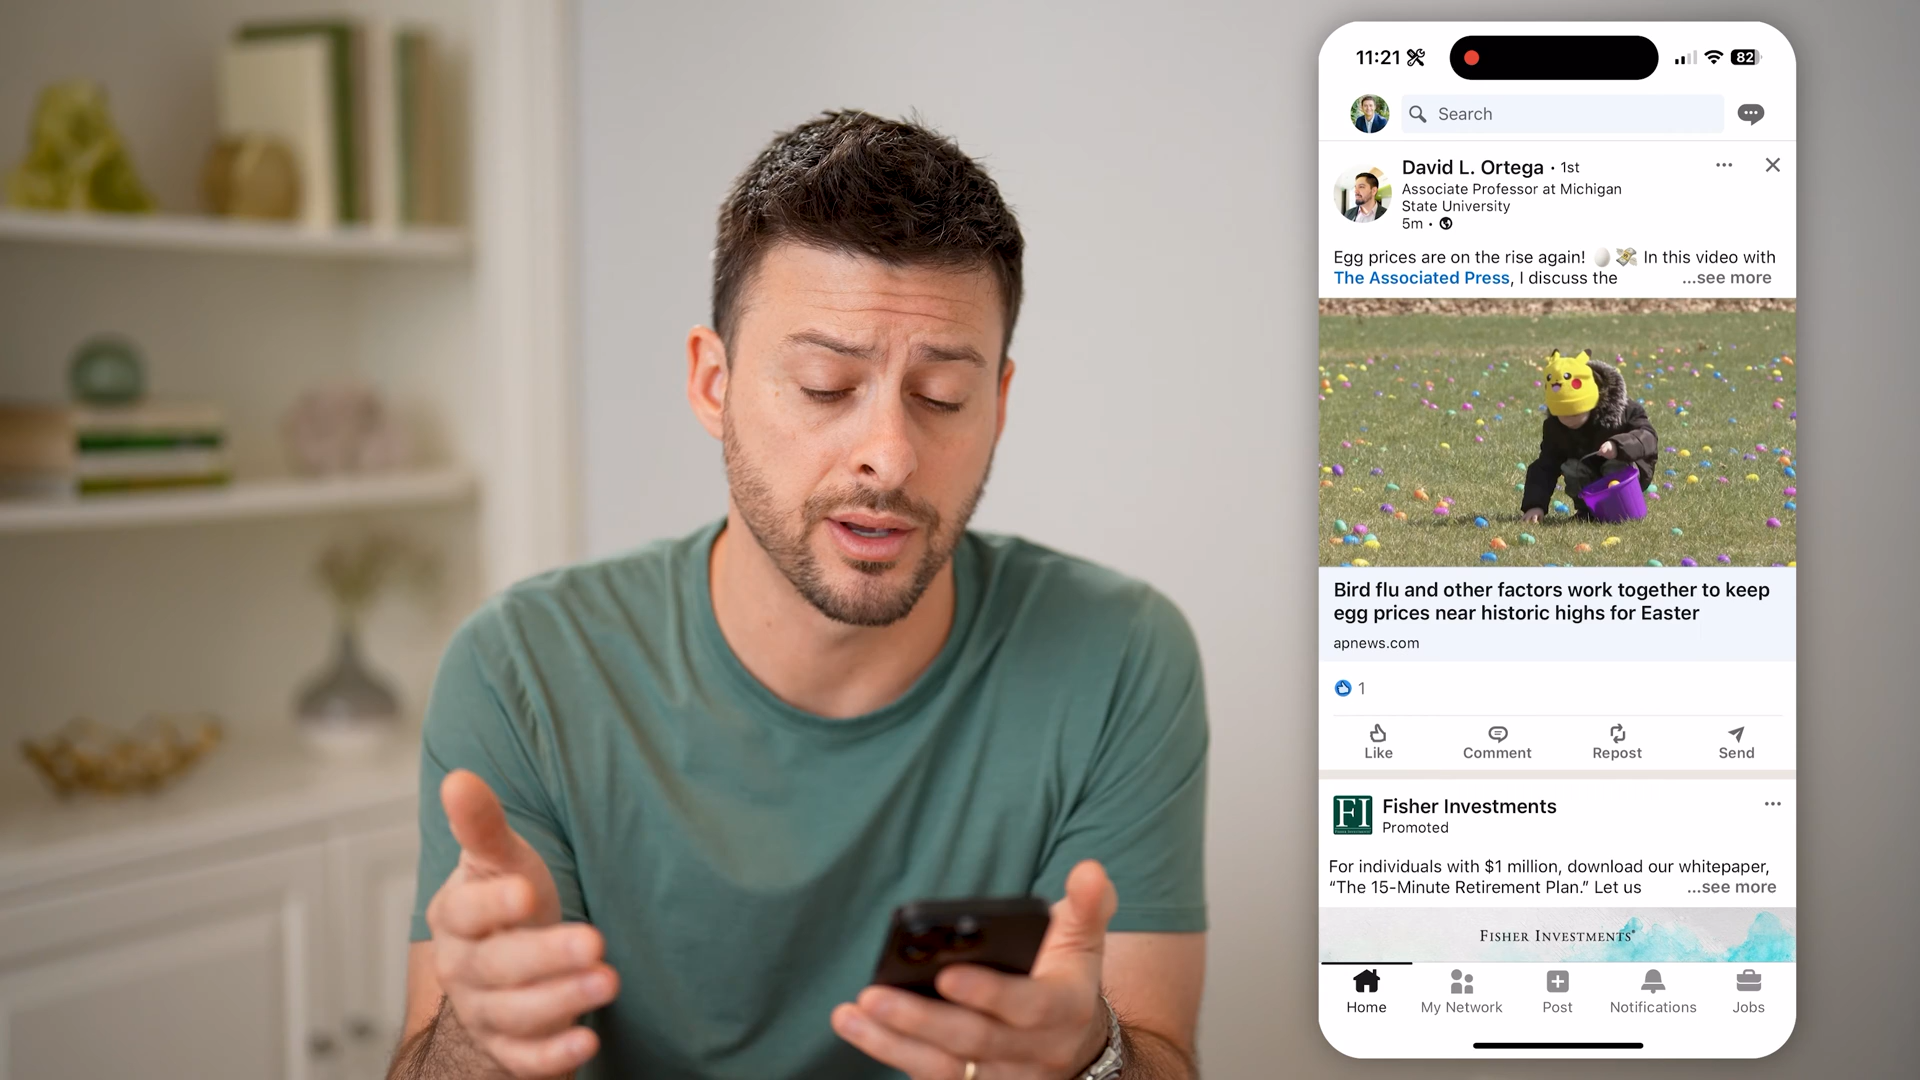 11:21
82
Search
David L. Ortega · 1st
Associate Professor at Michigan
State University
5m ·
Egg prices are on the rise again! 🥚💸 In this video with
The Associated Press, I discuss the ...see more
Bird flu and other factors work together to keep
egg prices near historic highs for Easter
apnews.com
1
Like Comment Repost Send
FI
Fisher Investments
Promoted
For individuals with $1 million, download our whitepaper,
“The 15-Minute Retirement Plan.” Let us ...see more
FISHER INVESTMENTS®
Home My Network Post Notifications Jobs